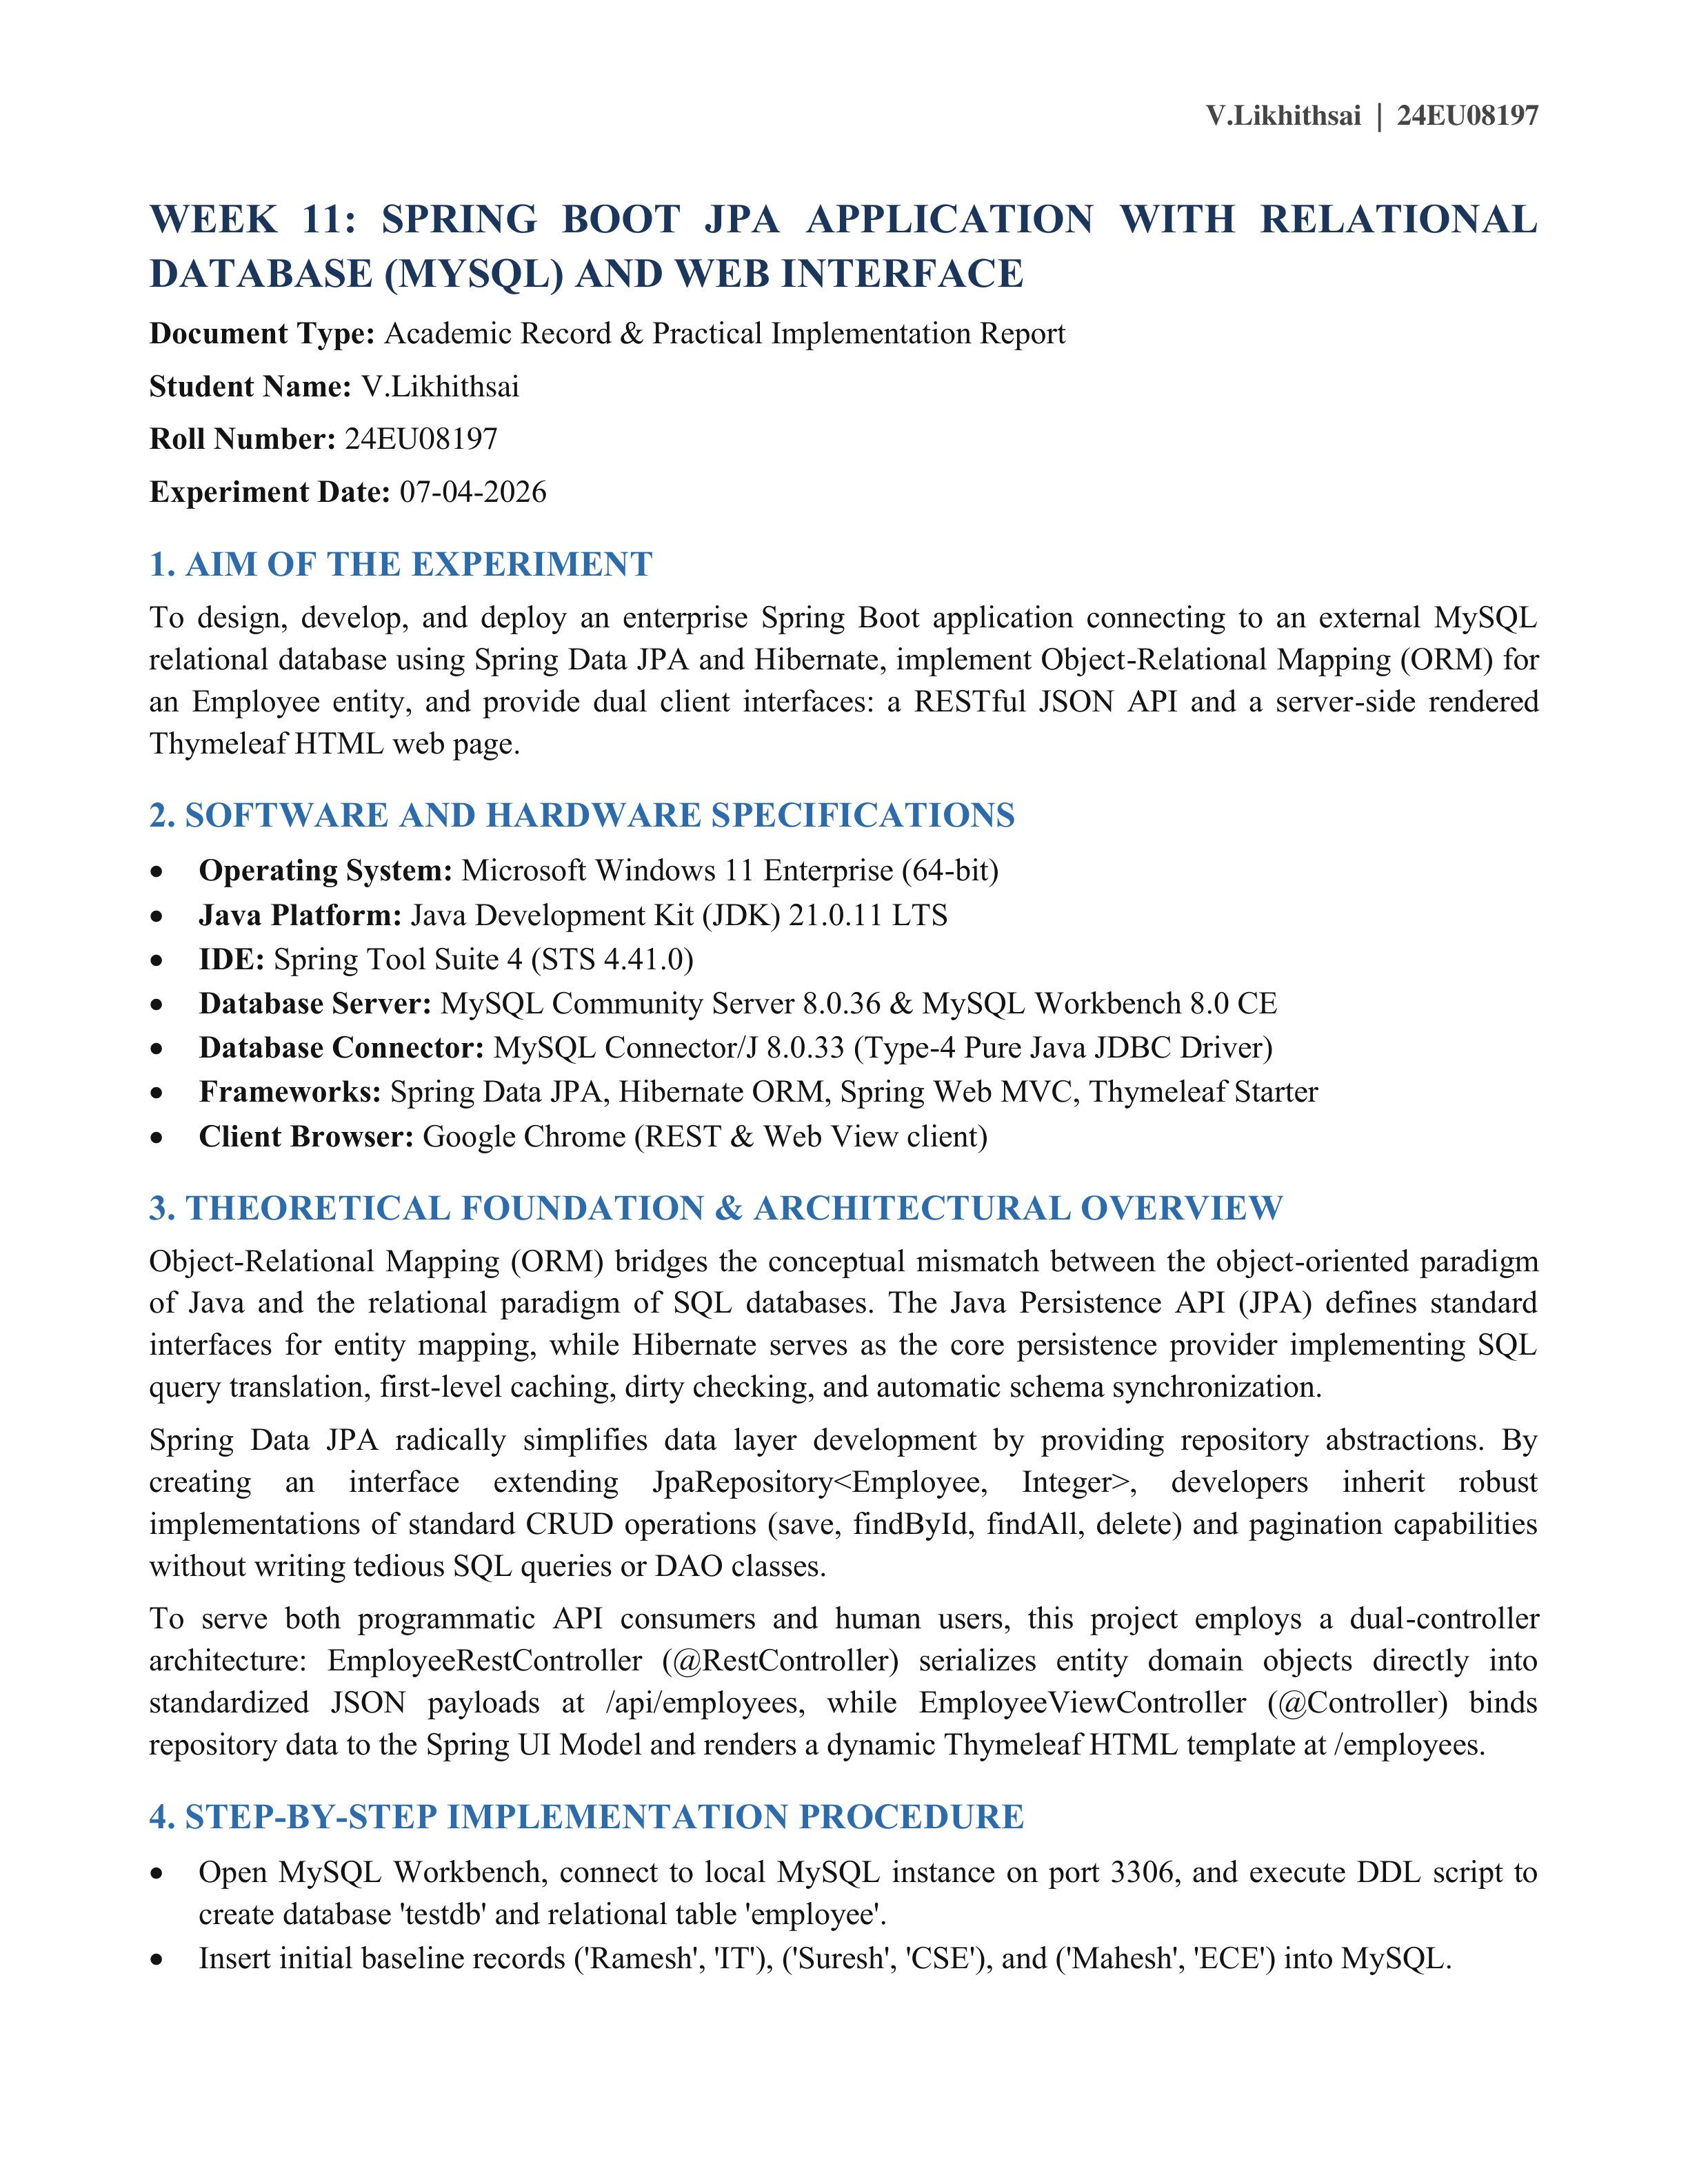 V.Likhithsai | 24EU08197
WEEK 11: SPRING BOOT JPA APPLICATION WITH RELATIONAL
DATABASE (MYSQL) AND WEB INTERFACE
Document Type: Academic Record & Practical Implementation Report
Student Name: V.Likhithsai
Roll Number: 24EU08197
Experiment Date: 07-04-2026
1. AIM OF THE EXPERIMENT
To design, develop, and deploy an enterprise Spring Boot application connecting to an external MySQL
relational database using Spring Data JPA and Hibernate, implement Object-Relational Mapping (ORM) for
an Employee entity, and provide dual client interfaces: a RESTful JSON API and a server-side rendered
Thymeleaf HTML web page.
2. SOFTWARE AND HARDWARE SPECIFICATIONS
• Operating System: Microsoft Windows 11 Enterprise (64-bit)
• Java Platform: Java Development Kit (JDK) 21.0.11 LTS
• IDE: Spring Tool Suite 4 (STS 4.41.0)
• Database Server: MySQL Community Server 8.0.36 & MySQL Workbench 8.0 CE
• Database Connector: MySQL Connector/J 8.0.33 (Type-4 Pure Java JDBC Driver)
• Frameworks: Spring Data JPA, Hibernate ORM, Spring Web MVC, Thymeleaf Starter
• Client Browser: Google Chrome (REST & Web View client)
3. THEORETICAL FOUNDATION & ARCHITECTURAL OVERVIEW
Object-Relational Mapping (ORM) bridges the conceptual mismatch between the object-oriented paradigm
of Java and the relational paradigm of SQL databases. The Java Persistence API (JPA) defines standard
interfaces for entity mapping, while Hibernate serves as the core persistence provider implementing SQL
query translation, first-level caching, dirty checking, and automatic schema synchronization.
Spring Data JPA radically simplifies data layer development by providing repository abstractions. By
creating an interface extending JpaRepository<Employee, Integer>, developers inherit robust
implementations of standard CRUD operations (save, findById, findAll, delete) and pagination capabilities
without writing tedious SQL queries or DAO classes.
To serve both programmatic API consumers and human users, this project employs a dual-controller
architecture: EmployeeRestController (@RestController) serializes entity domain objects directly into
standardized JSON payloads at /api/employees, while EmployeeViewController (@Controller) binds
repository data to the Spring UI Model and renders a dynamic Thymeleaf HTML template at /employees.
4. STEP-BY-STEP IMPLEMENTATION PROCEDURE
• Open MySQL Workbench, connect to local MySQL instance on port 3306, and execute DDL script to
create database 'testdb' and relational table 'employee'.
• Insert initial baseline records ('Ramesh', 'IT'), ('Suresh', 'CSE'), and ('Mahesh', 'ECE') into MySQL.